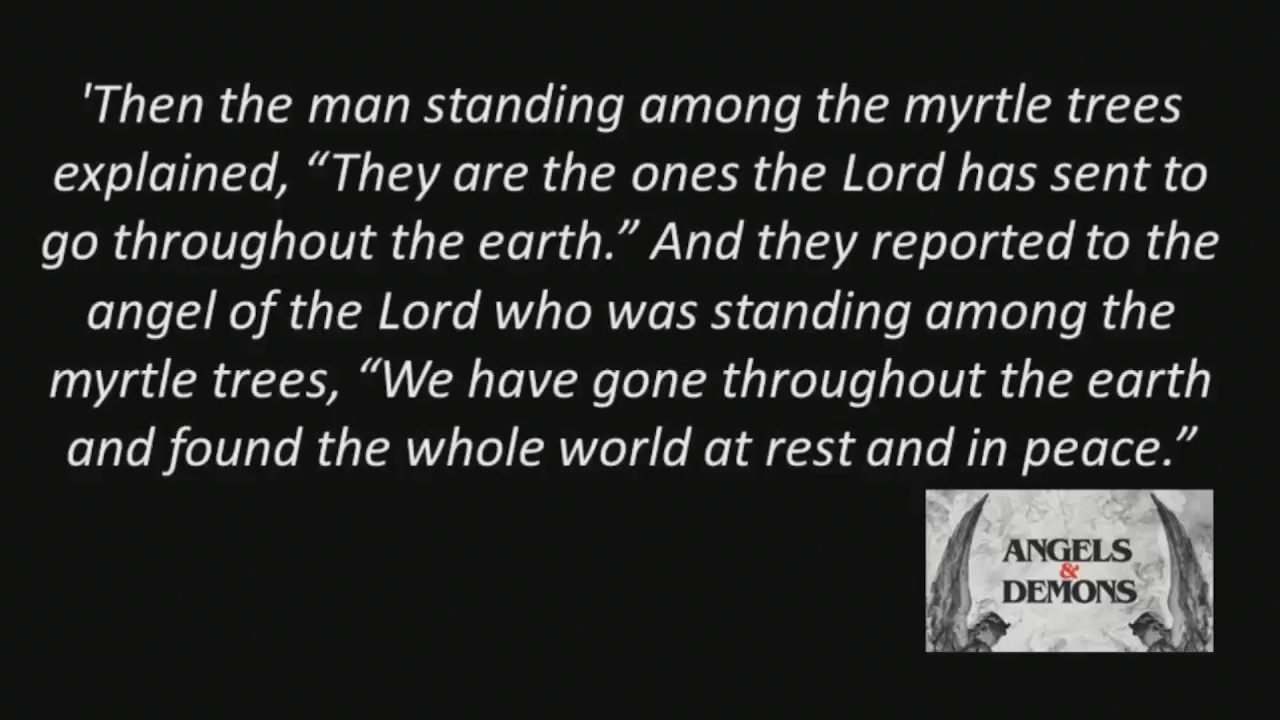 'Then the man standing among the myrtle trees
explained, “They are the ones the Lord has sent to
go throughout the earth.” And they reported to the
angel of the Lord who was standing among the
myrtle trees, “We have gone throughout the earth
and found the whole world at rest and in peace.”
ANGELS
&
DEMONS